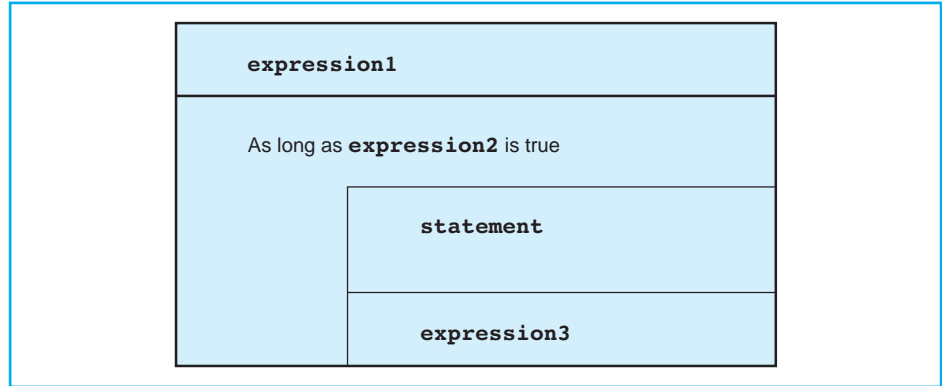 expression1
As long as expression2 is true
statement
expression3